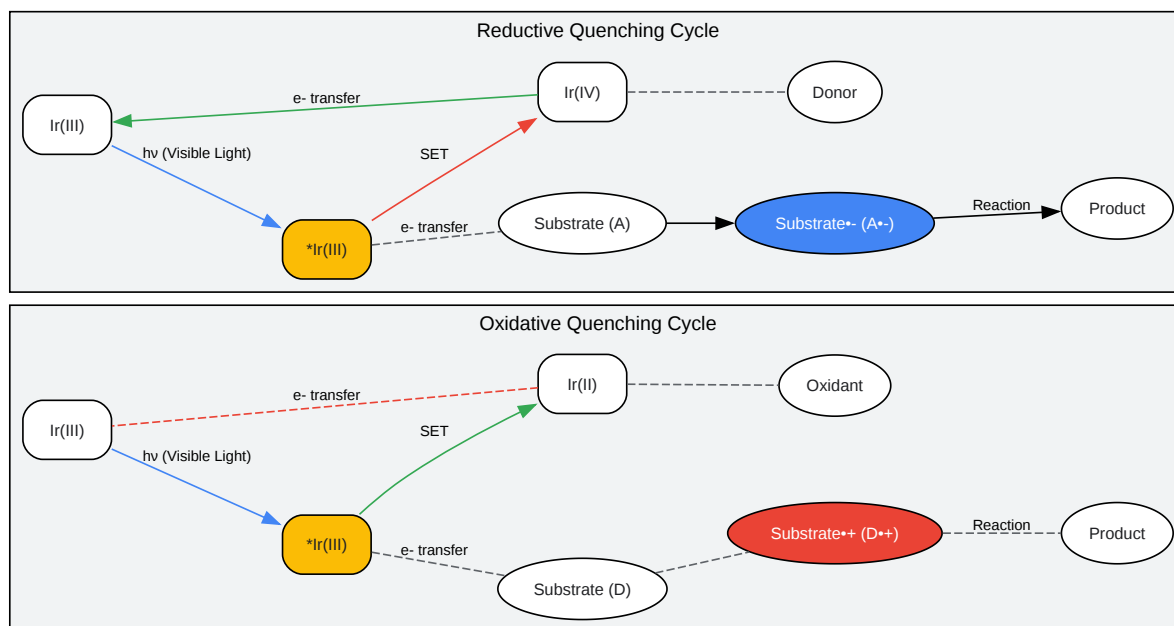 Reductive Quenching Cycle
Ir(III)
hν (Visible Light)
*Ir(III)
SET
Ir(IV)
e- transfer
Donor
e- transfer
Substrate (A)
Substrate•- (A•-)
Reaction
Product
Oxidative Quenching Cycle
Ir(III)
hν (Visible Light)
*Ir(III)
SET
Ir(II)
e- transfer
Oxidant
e- transfer
Substrate (D)
Substrate•+ (D•+)
Reaction
Product